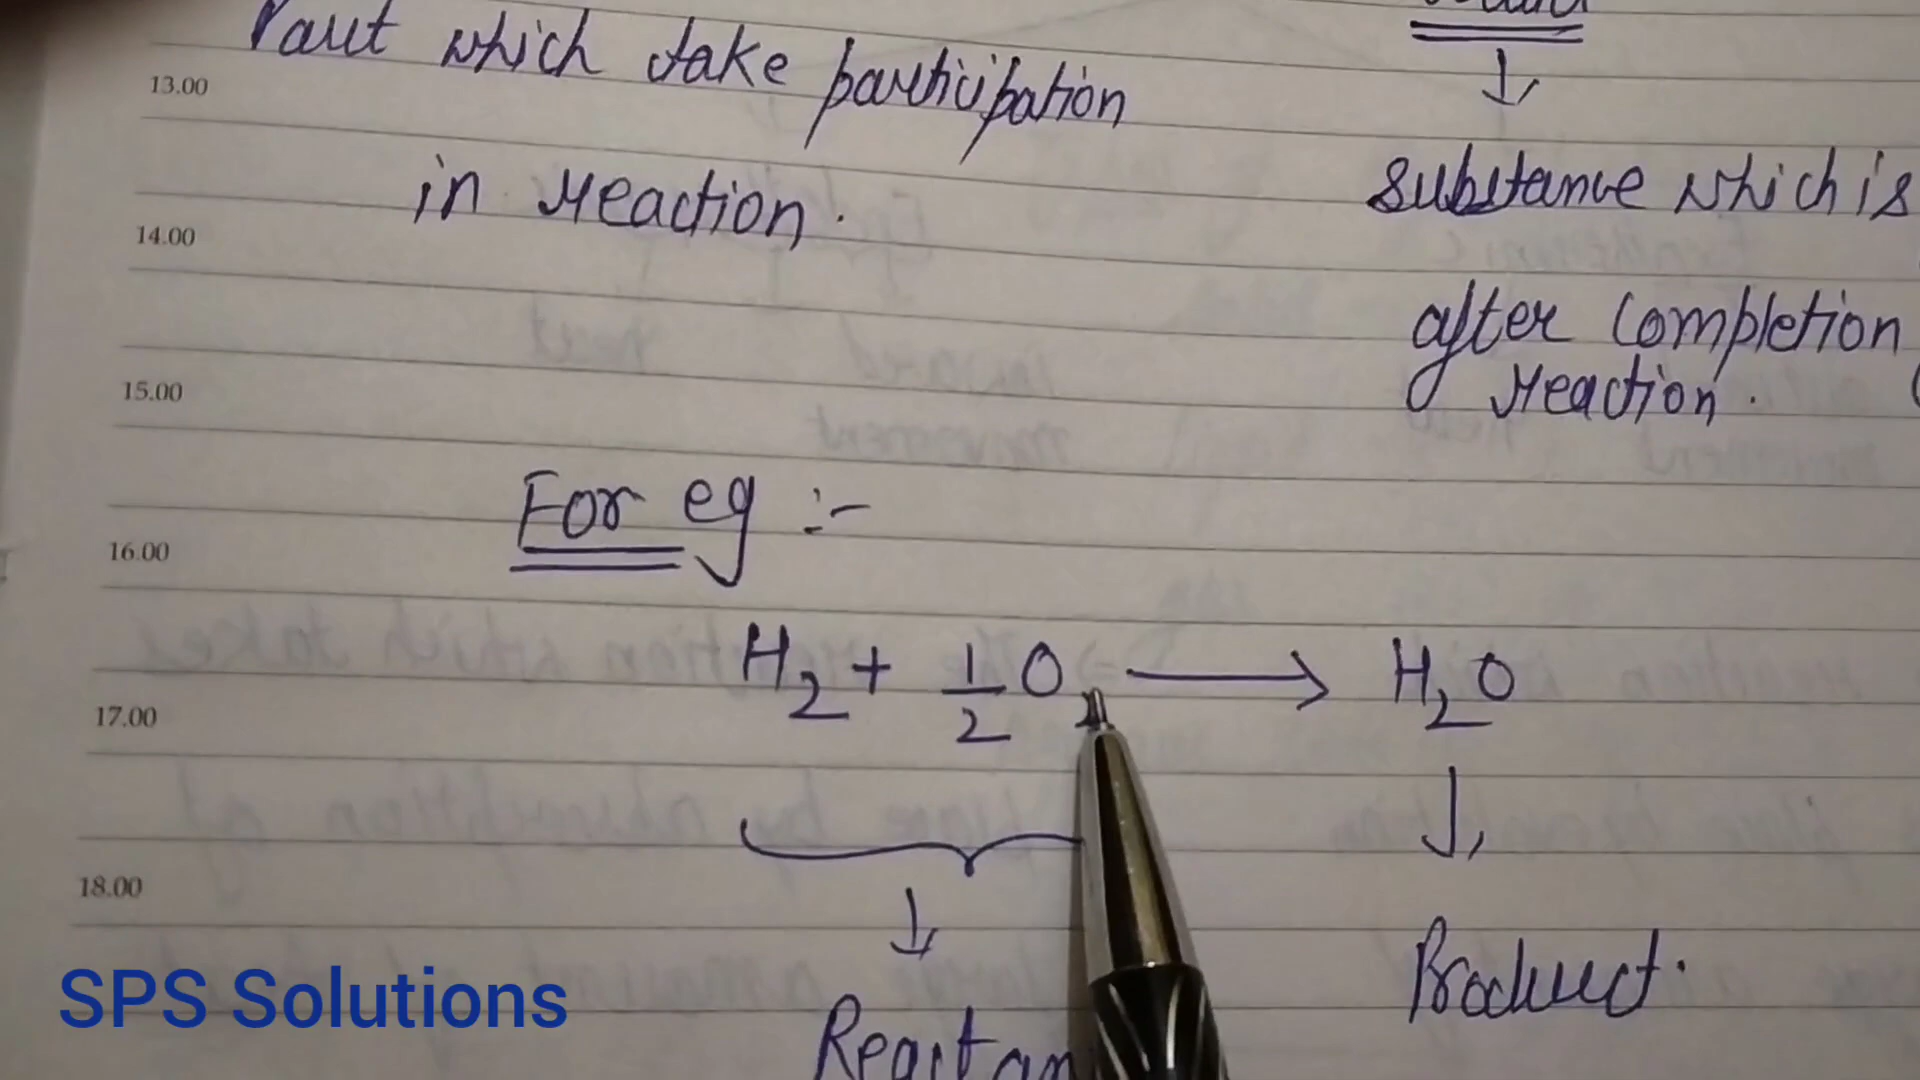 Part which take participation
in reaction.
substance which is
after completion
reaction.
13.00
14.00
15.00
16.00
17.00
18.00
For eg :-
H₂ + 1/2 O₂ → H₂O
Product.
SPS Solutions